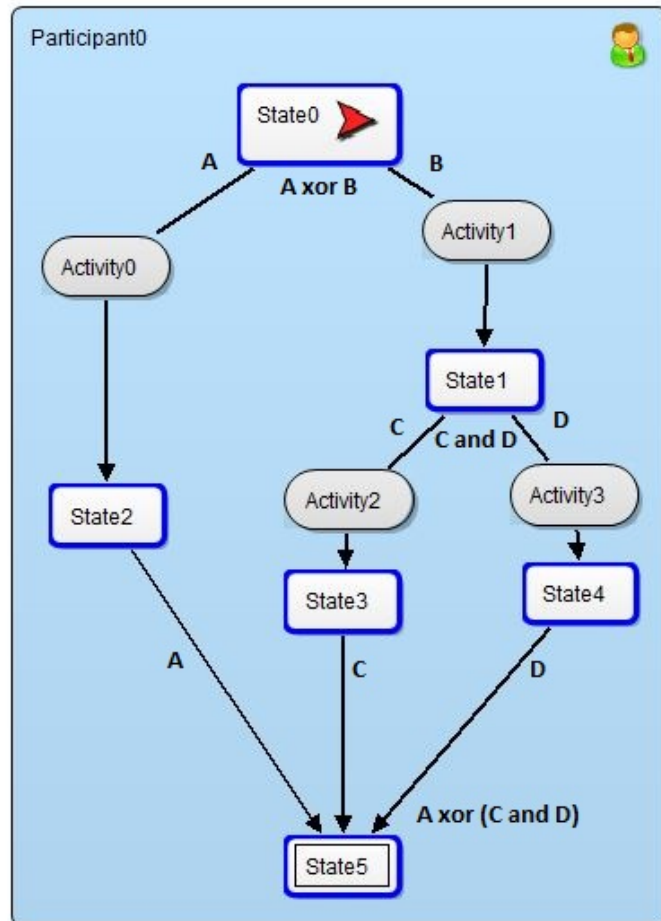 Participant0
State0
A
A xor B
B
Activity1
Activity0
State1
C
C and D
D
Activity2
Activity3
State2
State3
State4
A
C
D
A xor (C and D)
State5